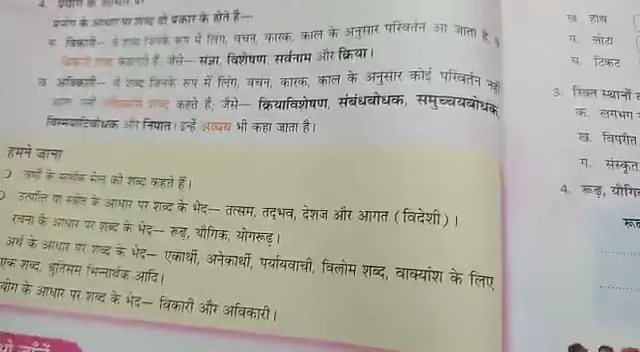 4. प्रयोग के आधार पर
प्रयोग के आधार पर शब्द दो प्रकार के होते है—
क. विकारी— वे शब्द जिनके रूप में लिंग, वचन, कारक, काल के अनुसार परिवर्तन आ जाता है,
विकारी शब्द कहलाते हैं, जैसे— संज्ञा, विशेषण, सर्वनाम और क्रिया।
ख. अविकारी— वे शब्द जिनके रूप में लिंग, वचन, कारक, काल के अनुसार कोई परिवर्तन नहीं
उन्हें अविकारी शब्द कहते हैं, जैसे— क्रियाविशेषण, संबंधबोधक, समुच्चयबोधक,
विस्मयादिबोधक और निपात। इन्हें अव्यय भी कहा जाता है।
हमने जाना
वर्णों के सार्थक मेल को शब्द कहते हैं।
उत्पत्ति या स्रोत के आधार पर शब्द के भेद— तत्सम, तद्भव, देशज और आगत (विदेशी)।
रचना के आधार पर शब्द के भेद— रूढ़, यौगिक, योगरूढ़।
अर्थ के आधार पर शब्द के भेद— एकार्थी, अनेकार्थी, पर्यायवाची, विलोम शब्द, वाक्यांश के लिए
एक शब्द, श्रुतिसम भिन्नार्थक आदि।
योग के आधार पर शब्द के भेद— विकारी और अविकारी।
ख. हाथ
ग. लोटा
घ. टिकट
3. रिक्त स्थानों
क. लगभग
ख. विपरीत
ग. संस्कृत
4. रूढ़, यौगि
रूढ़